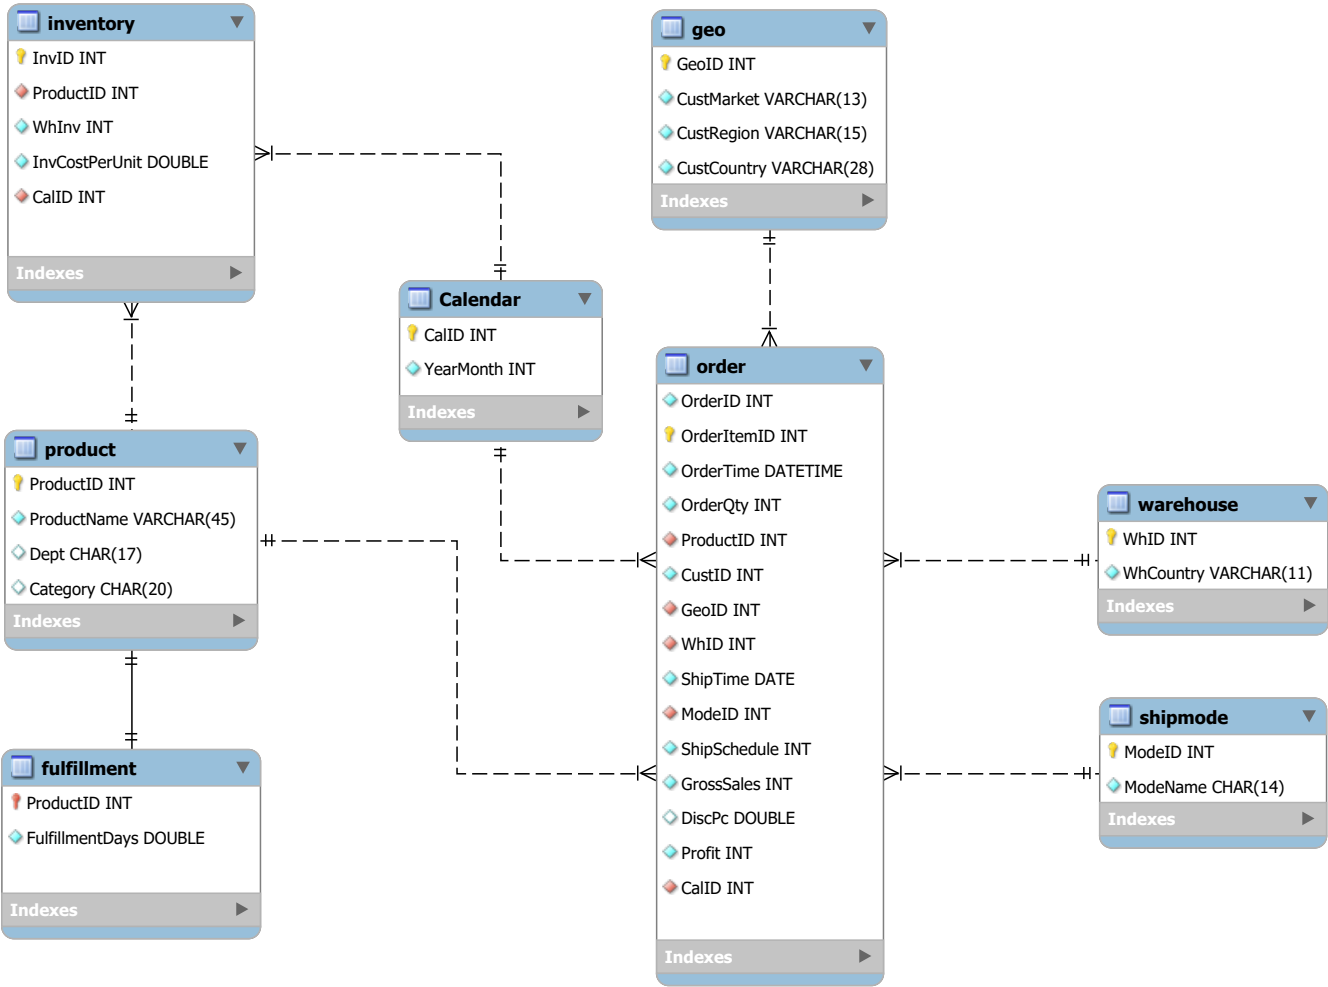 inventory
InvID INT
ProductID INT
WhInv INT
InvCostPerUnit DOUBLE
CalID INT
Indexes
geo
GeoID INT
CustMarket VARCHAR(13)
CustRegion VARCHAR(15)
CustCountry VARCHAR(28)
Indexes
Calendar
CalID INT
YearMonth INT
Indexes
product
ProductID INT
ProductName VARCHAR(45)
Dept CHAR(17)
Category CHAR(20)
Indexes
order
OrderID INT
OrderItemID INT
OrderTime DATETIME
OrderQty INT
ProductID INT
CustID INT
GeoID INT
WhID INT
ShipTime DATE
ModeID INT
ShipSchedule INT
GrossSales INT
DiscPc DOUBLE
Profit INT
CalID INT
Indexes
warehouse
WhID INT
WhCountry VARCHAR(11)
Indexes
shipmode
ModeID INT
ModeName CHAR(14)
Indexes
fulfillment
ProductID INT
FulfillmentDays DOUBLE
Indexes